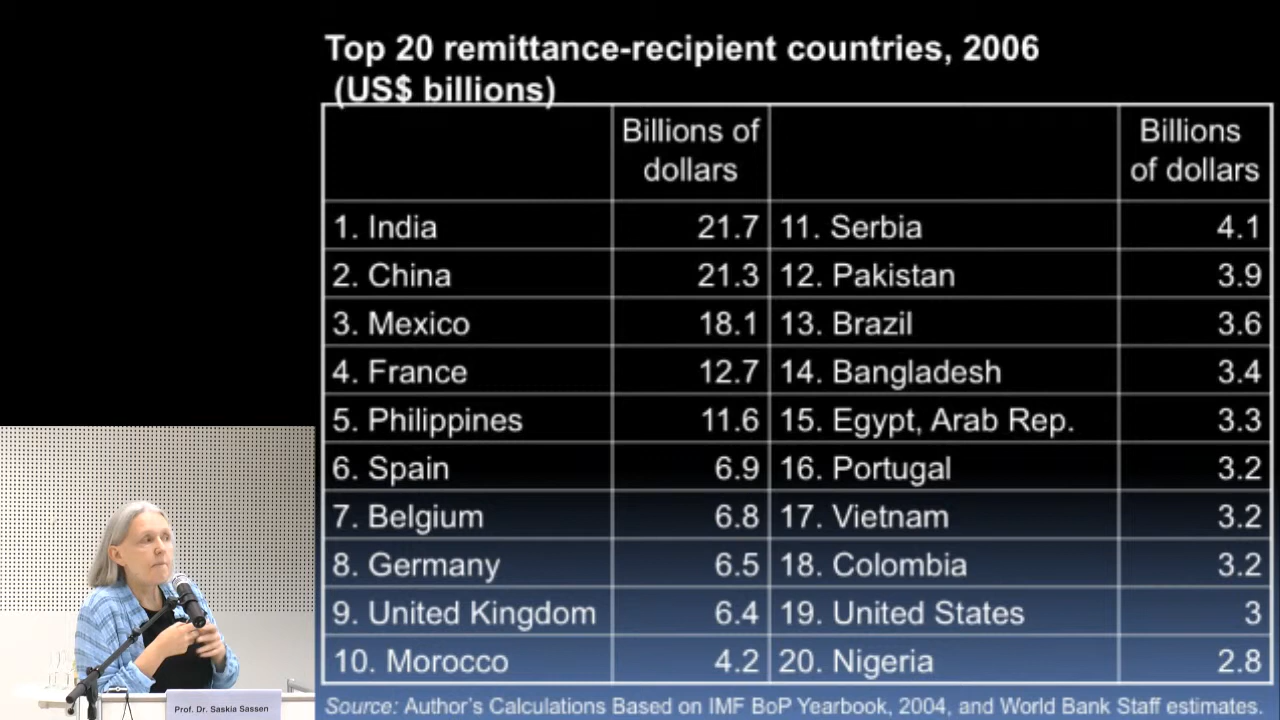 Top 20 remittance-recipient countries, 2006
(US$ billions)
Billions of dollars Billions of dollars
1. India 21.7 11. Serbia 4.1
2. China 21.3 12. Pakistan 3.9
3. Mexico 18.1 13. Brazil 3.6
4. France 12.7 14. Bangladesh 3.4
5. Philippines 11.6 15. Egypt, Arab Rep. 3.3
6. Spain 6.9 16. Portugal 3.2
7. Belgium 6.8 17. Vietnam 3.2
8. Germany 6.5 18. Colombia 3.2
9. United Kingdom 6.4 19. United States 3
10. Morocco 4.2 20. Nigeria 2.8
Source: Author's Calculations Based on IMF BoP Yearbook, 2004, and World Bank Staff estimates.
Prof. Dr. Saskia Sassen